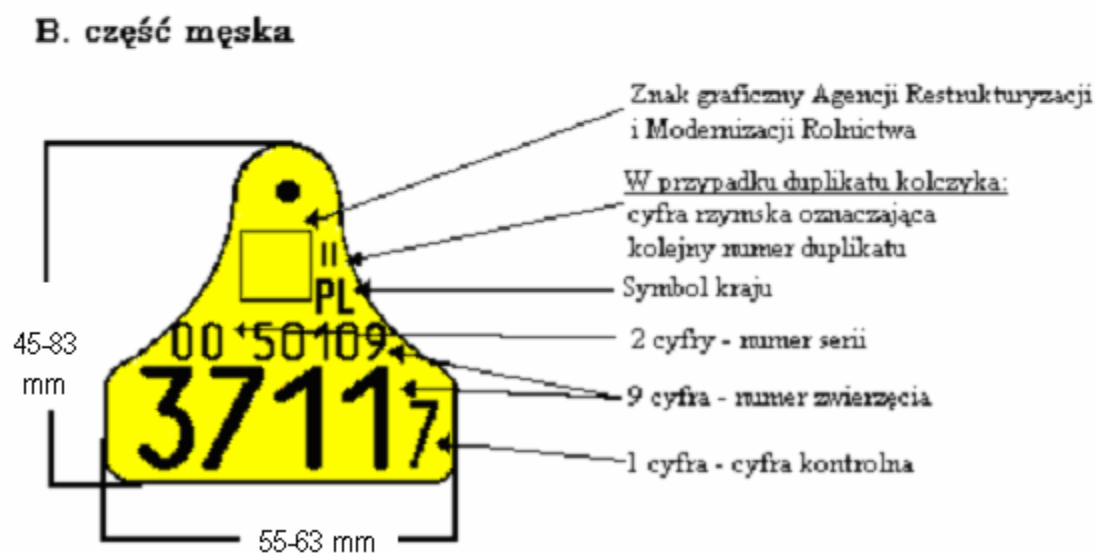 B. część męska
Znak graficzny Agencji Restrukturyzacji
i Modernizacji Rolnictwa
W przypadku duplikatu kolczyka:
cyfra rzymska oznaczająca
kolejny numer duplikatu
II
PL
Symbol kraju
00 50109
2 cyfry - numer serii
45-83
mm
37117
9 cyfra - numer zwierzęcia
1 cyfra - cyfra kontrolna
55-63 mm